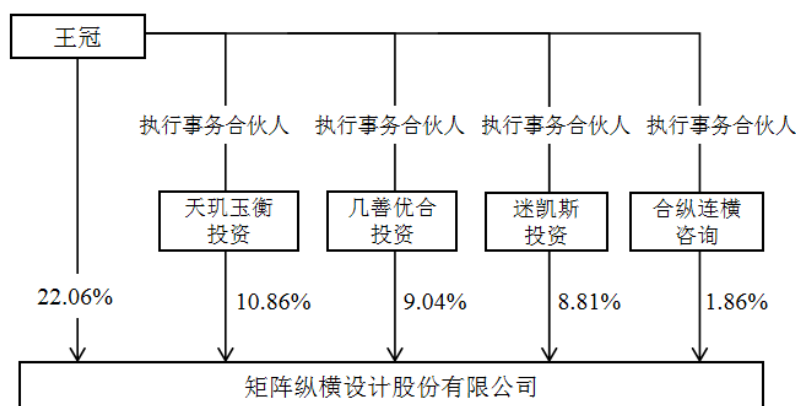 王冠
执行事务合伙人
执行事务合伙人
执行事务合伙人
执行事务合伙人
天玑玉衡
投资
几善优合
投资
迷凯斯
投资
合纵连横
咨询
22.06%
10.86%
9.04%
8.81%
1.86%
矩阵纵横设计股份有限公司